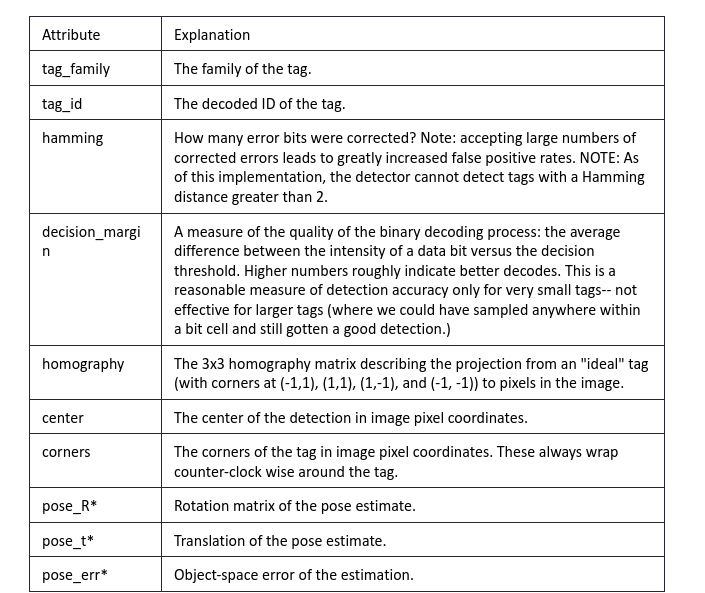 Attribute Explanation
tag_family The family of the tag.
tag_id The decoded ID of the tag.
hamming How many error bits were corrected? Note: accepting large numbers of
corrected errors leads to greatly increased false positive rates. NOTE: As
of this implementation, the detector cannot detect tags with a Hamming
distance greater than 2.
decision_margi A measure of the quality of the binary decoding process: the average
n difference between the intensity of a data bit versus the decision
threshold. Higher numbers roughly indicate better decodes. This is a
reasonable measure of detection accuracy only for very small tags-- not
effective for larger tags (where we could have sampled anywhere within
a bit cell and still gotten a good detection.)
homography The 3x3 homography matrix describing the projection from an "ideal" tag
(with corners at (-1,1), (1,1), (1,-1), and (-1, -1)) to pixels in the image.
center The center of the detection in image pixel coordinates.
corners The corners of the tag in image pixel coordinates. These always wrap
counter-clock wise around the tag.
pose_R* Rotation matrix of the pose estimate.
pose_t* Translation of the pose estimate.
pose_err* Object-space error of the estimation.